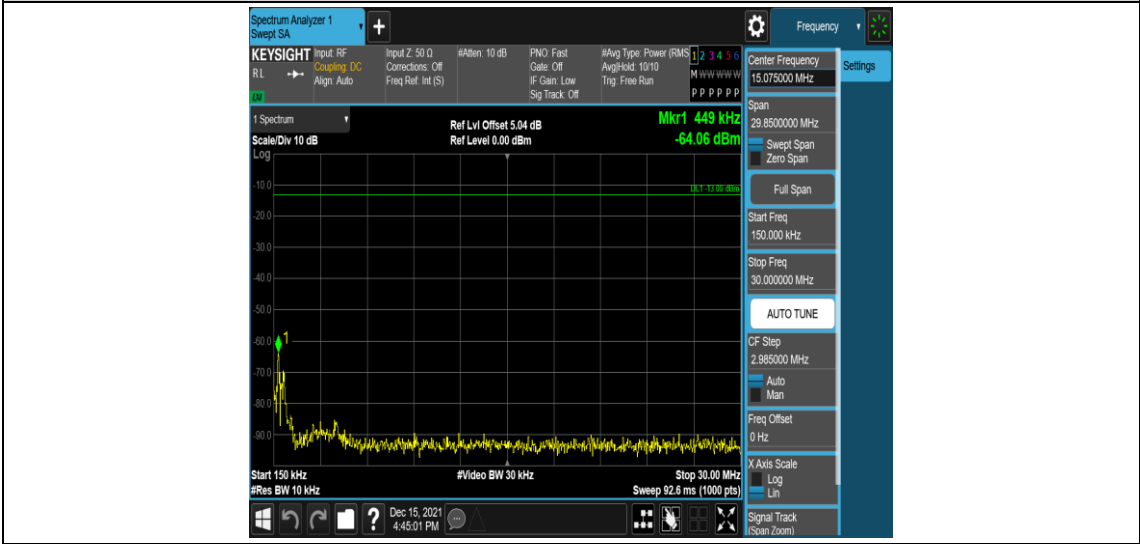 Spectrum Analyzer 1
Swept SA
+
Frequency
KEYSIGHT
RL
Input: RF
Coupling: DC
Align: Auto
Input Z: 50 Ω
Corrections: Off
Freq Ref: Int (S)
#Atten: 10 dB
PNO: Fast
Gate: Off
IF Gain: Low
Sig Track: Off
#Avg Type: Power (RMS
Avg|Hold: 10/10
Trig: Free Run
1 2 3 4 5 6
M W W W W W
P P P P P P
1 Spectrum
Scale/Div 10 dB
Log
Ref Lvl Offset 5.04 dB
Ref Level 0.00 dBm
Mkr1 449 kHz
-64.06 dBm
DL1 -13.00 dBm
-10.0
-20.0
-30.0
-40.0
-50.0
-60.0
-70.0
-80.0
-90.0
1
Start 150 kHz
#Res BW 10 kHz
#Video BW 30 kHz
Stop 30.00 MHz
Sweep 92.6 ms (1000 pts)
?
Dec 15, 2021
4:45:01 PM
Center Frequency
15.075000 MHz
Settings
Span
29.8500000 MHz
Swept Span
Zero Span
Full Span
Start Freq
150.000 kHz
Stop Freq
30.000000 MHz
AUTO TUNE
CF Step
2.985000 MHz
Auto
Man
Freq Offset
0 Hz
X Axis Scale
Log
Lin
Signal Track
(Span Zoom)